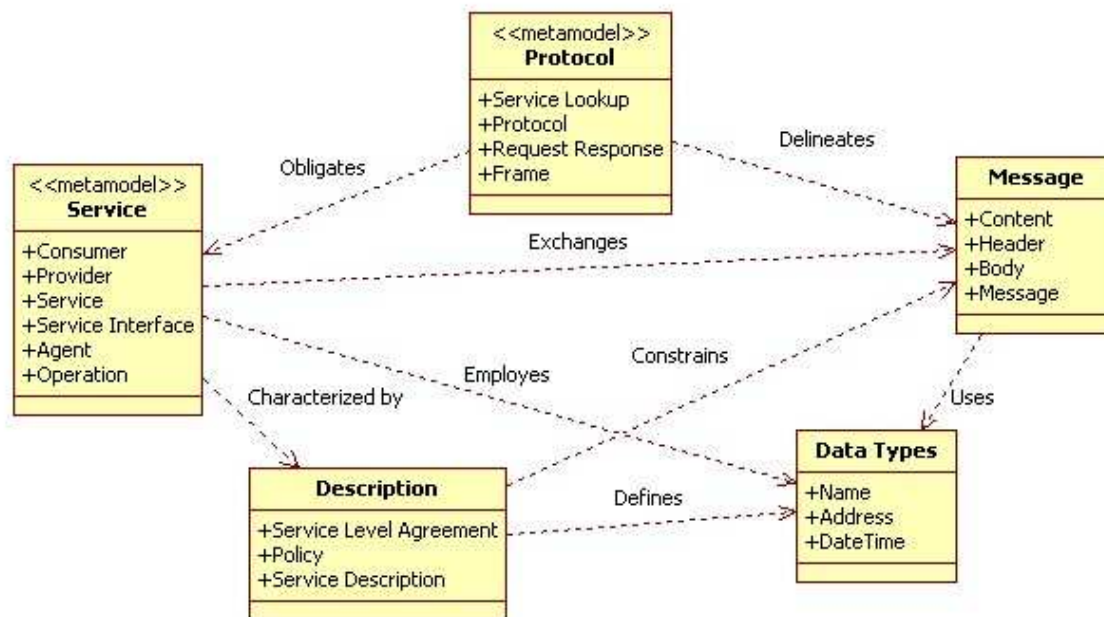 <<metamodel>>
Protocol
+Service Lookup
+Protocol
+Request Response
+Frame
Obligates
Delineates
<<metamodel>>
Service
+Consumer
+Provider
+Service
+Service Interface
+Agent
+Operation
Exchanges
Message
+Content
+Header
+Body
+Message
Characterized by
Employes
Constrains
Uses
Description
+Service Level Agreement
+Policy
+Service Description
Defines
Data Types
+Name
+Address
+DateTime